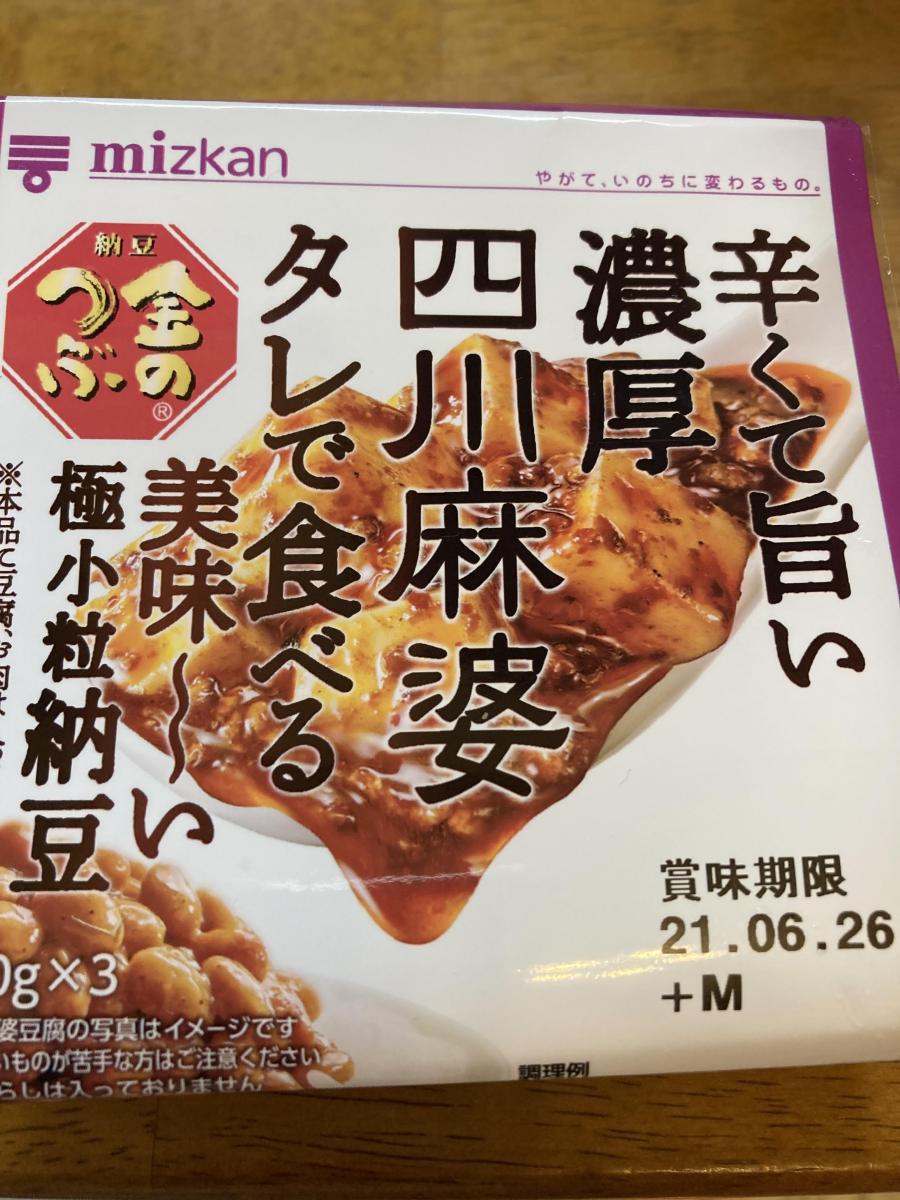 mizkan
やがて、いのちに変わるもの。
納豆
金の
つぶ®
辛くて旨い
濃厚
四川麻婆
タレで食べる
美味〜い
極小粒納豆
賞味期限
21.06.26
+M
0g×3
婆豆腐の写真はイメージです
いものが苦手な方はご注意ください
らしは入っておりません
調理例